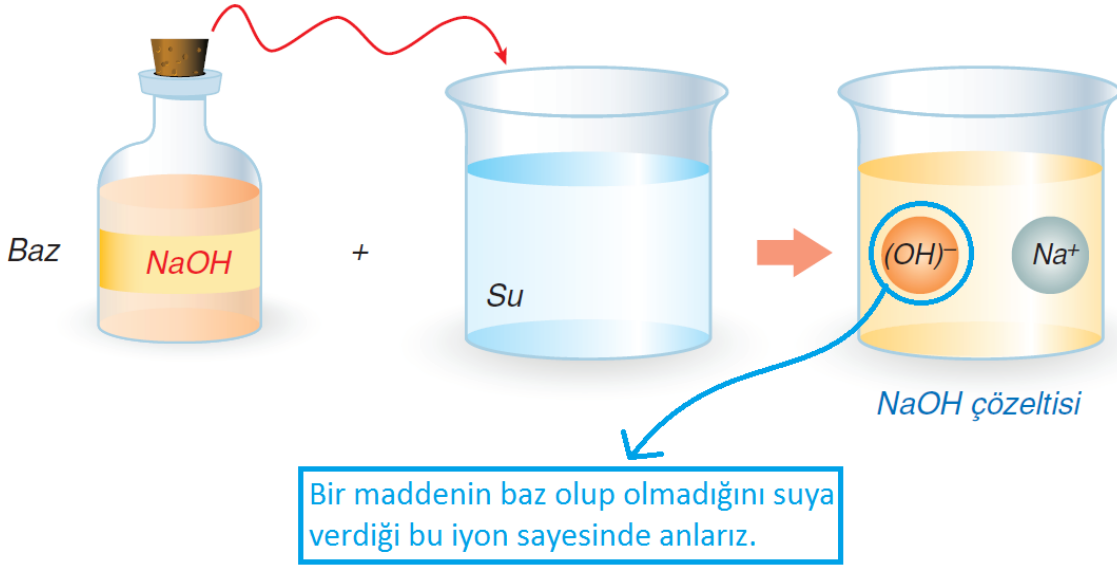 Baz
NaOH
+
Su
(OH)⁻
Na⁺
NaOH çözeltisi
Bir maddenin baz olup olmadığını suya
verdiği bu iyon sayesinde anlarız.